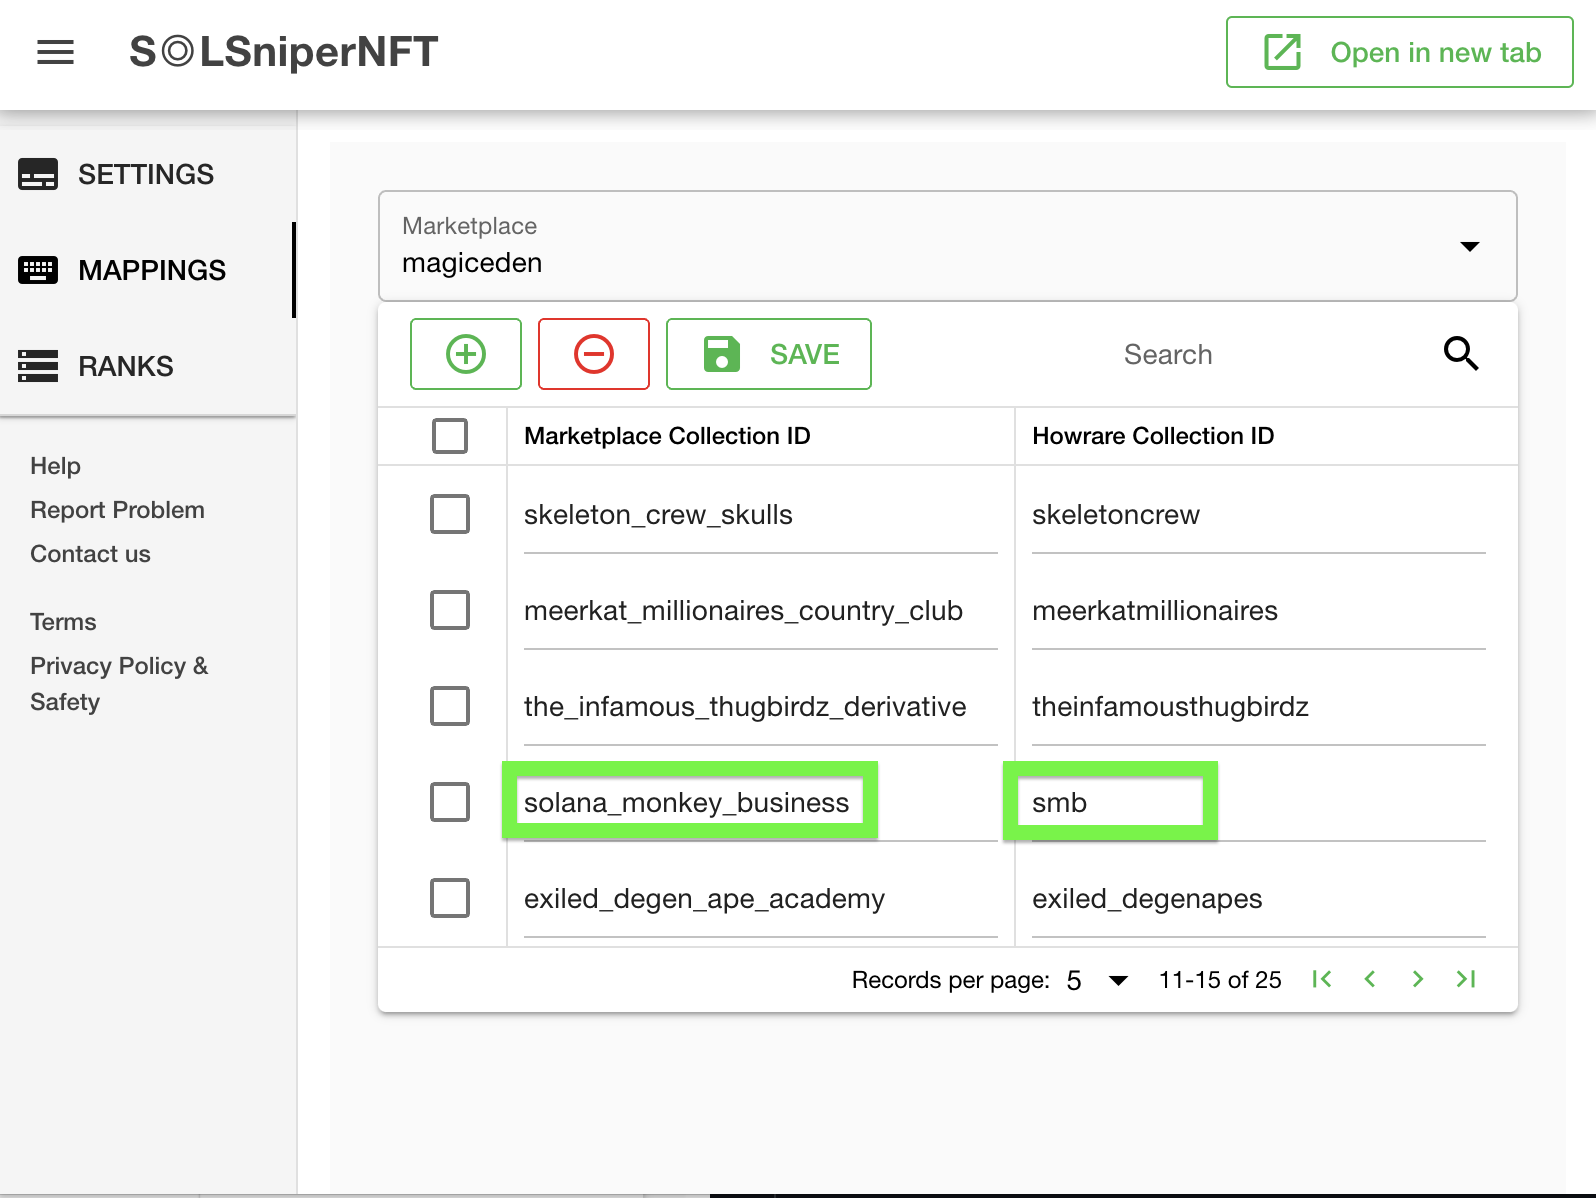 SOLSniperNFT
Open in new tab
SETTINGS
MAPPINGS
RANKS
Help
Report Problem
Contact us
Terms
Privacy Policy &
Safety
Marketplace
magiceden
SAVE
Search
Marketplace Collection ID
Howrare Collection ID
skeleton_crew_skulls
skeletoncrew
meerkat_millionaires_country_club
meerkatmillionaires
the_infamous_thugbirdz_derivative
theinfamousthugbirdz
solana_monkey_business
smb
exiled_degen_ape_academy
exiled_degenapes
Records per page: 5
11-15 of 25